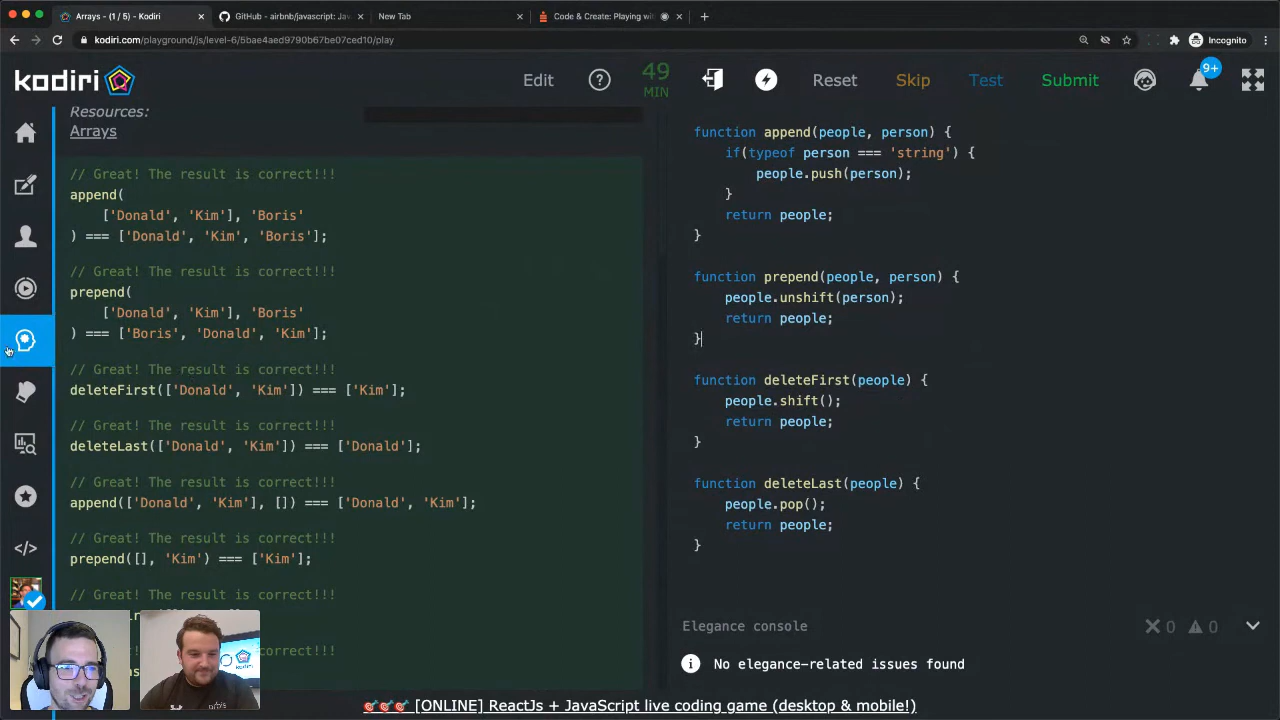 Arrays - (1 / 5) - Kodiri
GitHub - airbnb/javascript: Jav
New Tab
Code & Create: Playing wi
kodiri.com/playground/js/level-6/5bae4aed9790b67be07ced10/play
Incognito
kodiri
Edit
49
MIN
Reset
Skip
Test
Submit
9+
Resources:
Arrays
// Great! The result is correct!!!
append(
['Donald', 'Kim'], 'Boris'
) === ['Donald', 'Kim', 'Boris'];
// Great! The result is correct!!!
prepend(
['Donald', 'Kim'], 'Boris'
) === ['Boris', 'Donald', 'Kim'];
// Great! The result is correct!!!
deleteFirst(['Donald', 'Kim']) === ['Kim'];
// Great! The result is correct!!!
deleteLast(['Donald', 'Kim']) === ['Donald'];
// Great! The result is correct!!!
append(['Donald', 'Kim'], []) === ['Donald', 'Kim'];
// Great! The result is correct!!!
prepend([], 'Kim') === ['Kim'];
// Great! The result is correct!!!
function append(people, person) {
if(typeof person === 'string') {
people.push(person);
}
return people;
}
function prepend(people, person) {
people.unshift(person);
return people;
}
function deleteFirst(people) {
people.shift();
return people;
}
function deleteLast(people) {
people.pop();
return people;
}
Elegance console
0 0
No elegance-related issues found
[ONLINE] ReactJs + JavaScript live coding game (desktop & mobile!)